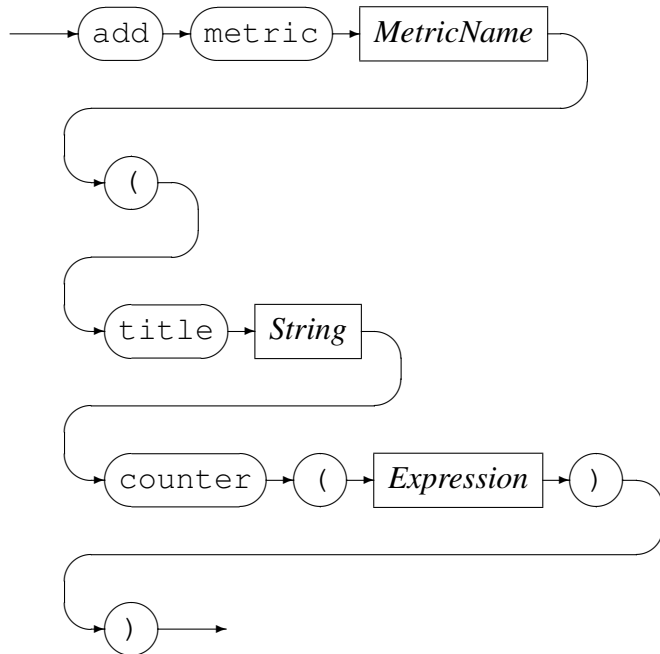 add metric MetricName
(
title String
counter ( Expression )
)